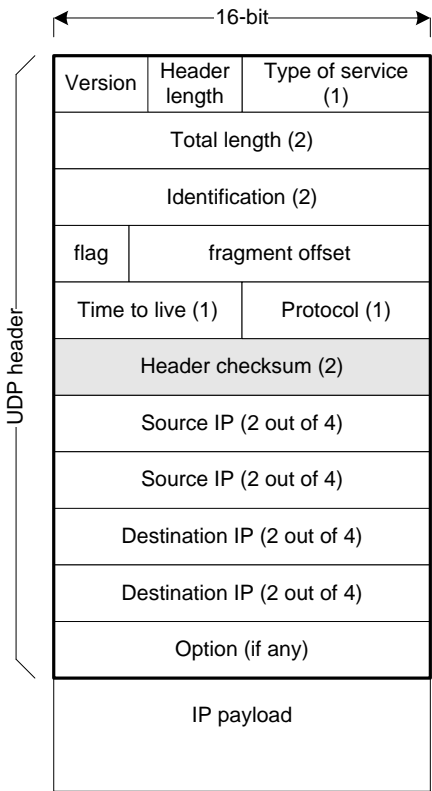 16-bit
Version
Header
length
Type of service
(1)
Total length (2)
Identification (2)
flag
fragment offset
Time to live (1)
Protocol (1)
Header checksum (2)
Source IP (2 out of 4)
Source IP (2 out of 4)
Destination IP (2 out of 4)
Destination IP (2 out of 4)
Option (if any)
IP payload
UDP header